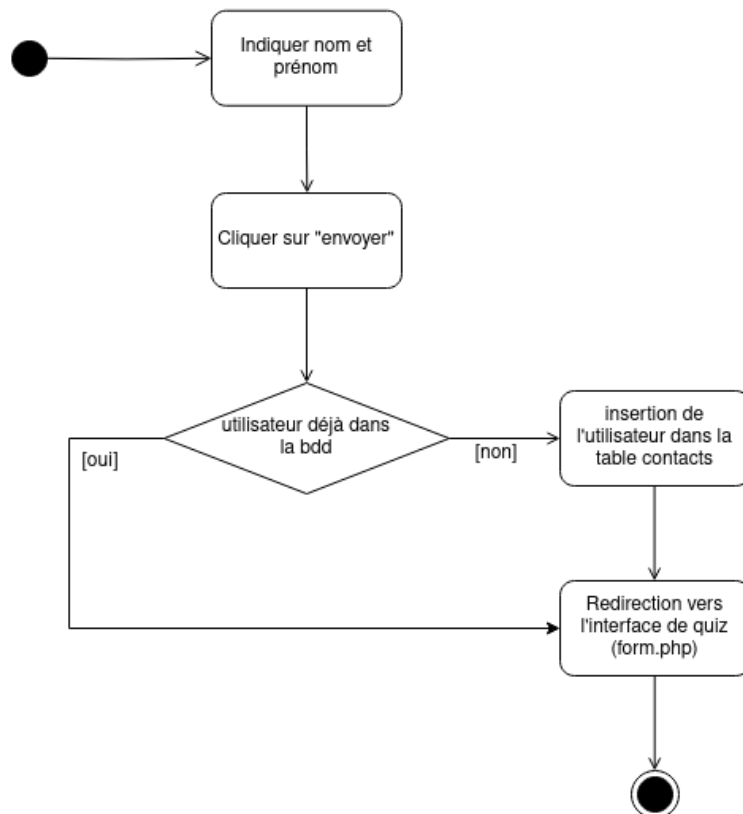 Indiquer nom et
prénom
Cliquer sur "envoyer"
utilisateur déjà dans
la bdd
[oui]
[non]
insertion de
l'utilisateur dans la
table contacts
Redirection vers
l'interface de quiz
(form.php)